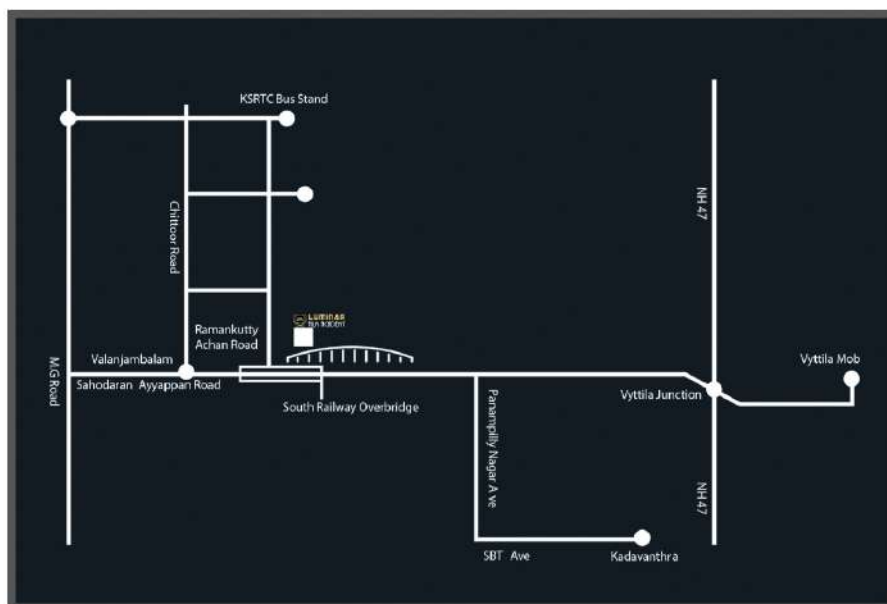 KSRTC Bus Stand
NH 47
Chittoor Road
LUMINAR
Ramankutty
Achan Road
M.G Road
Valanjambalam
Sahodaran Ayyappan Road
South Railway Overbridge
Vyttila Mob
Vyttila Junction
Panampilly Nagar A ve
NH 47
SBT Ave
Kadavanthra